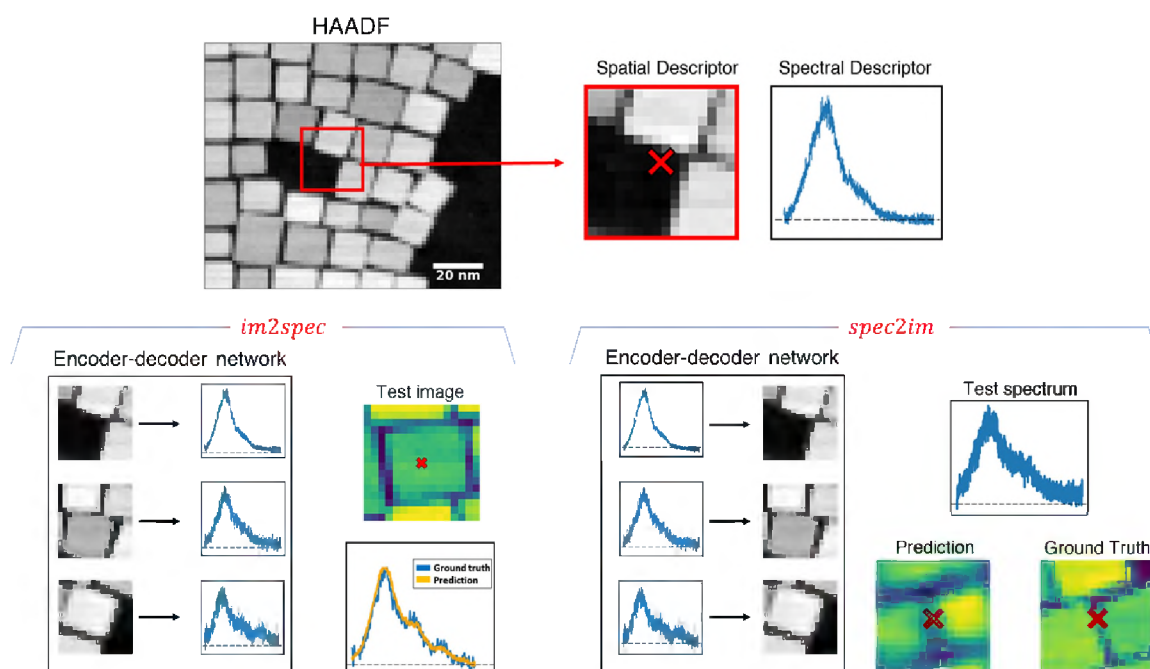 HAADF
Spatial Descriptor
Spectral Descriptor
20 nm
im2spec
spec2im
Encoder-decoder network
Test image
Ground truth
Prediction
Encoder-decoder network
Test spectrum
Prediction
Ground Truth